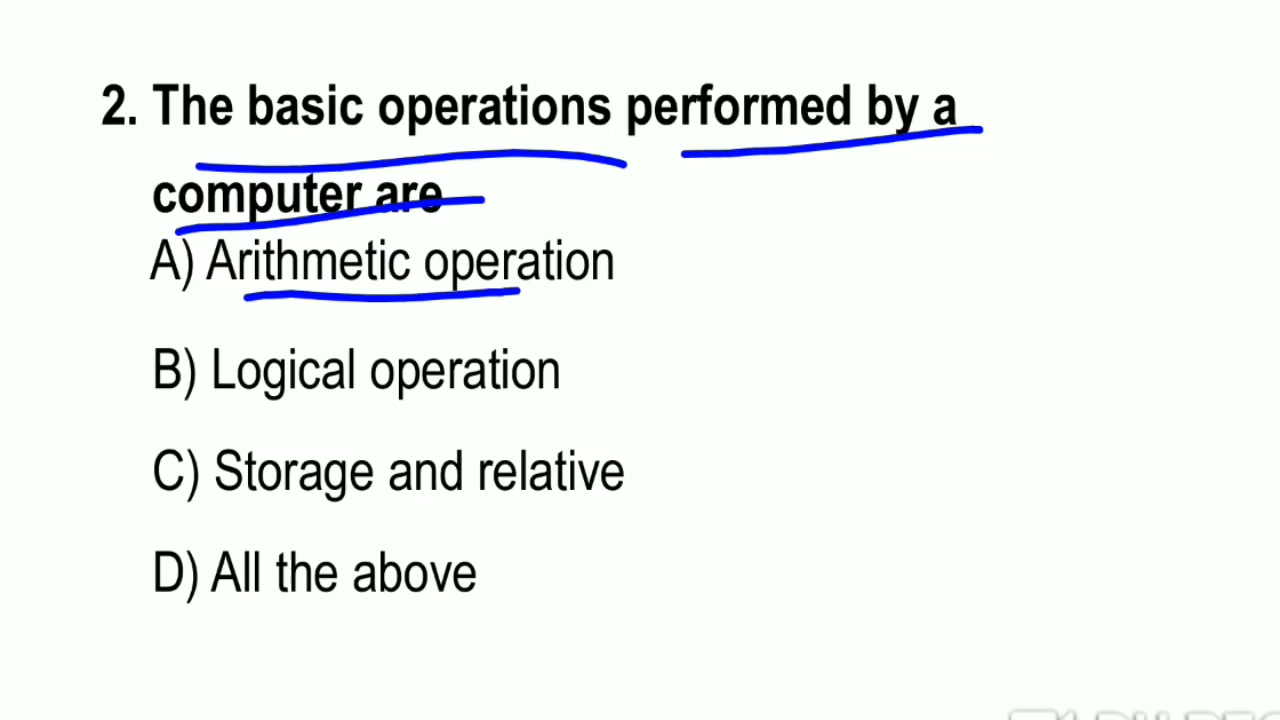 2. The basic operations performed by a
computer are
A) Arithmetic operation
B) Logical operation
C) Storage and relative
D) All the above